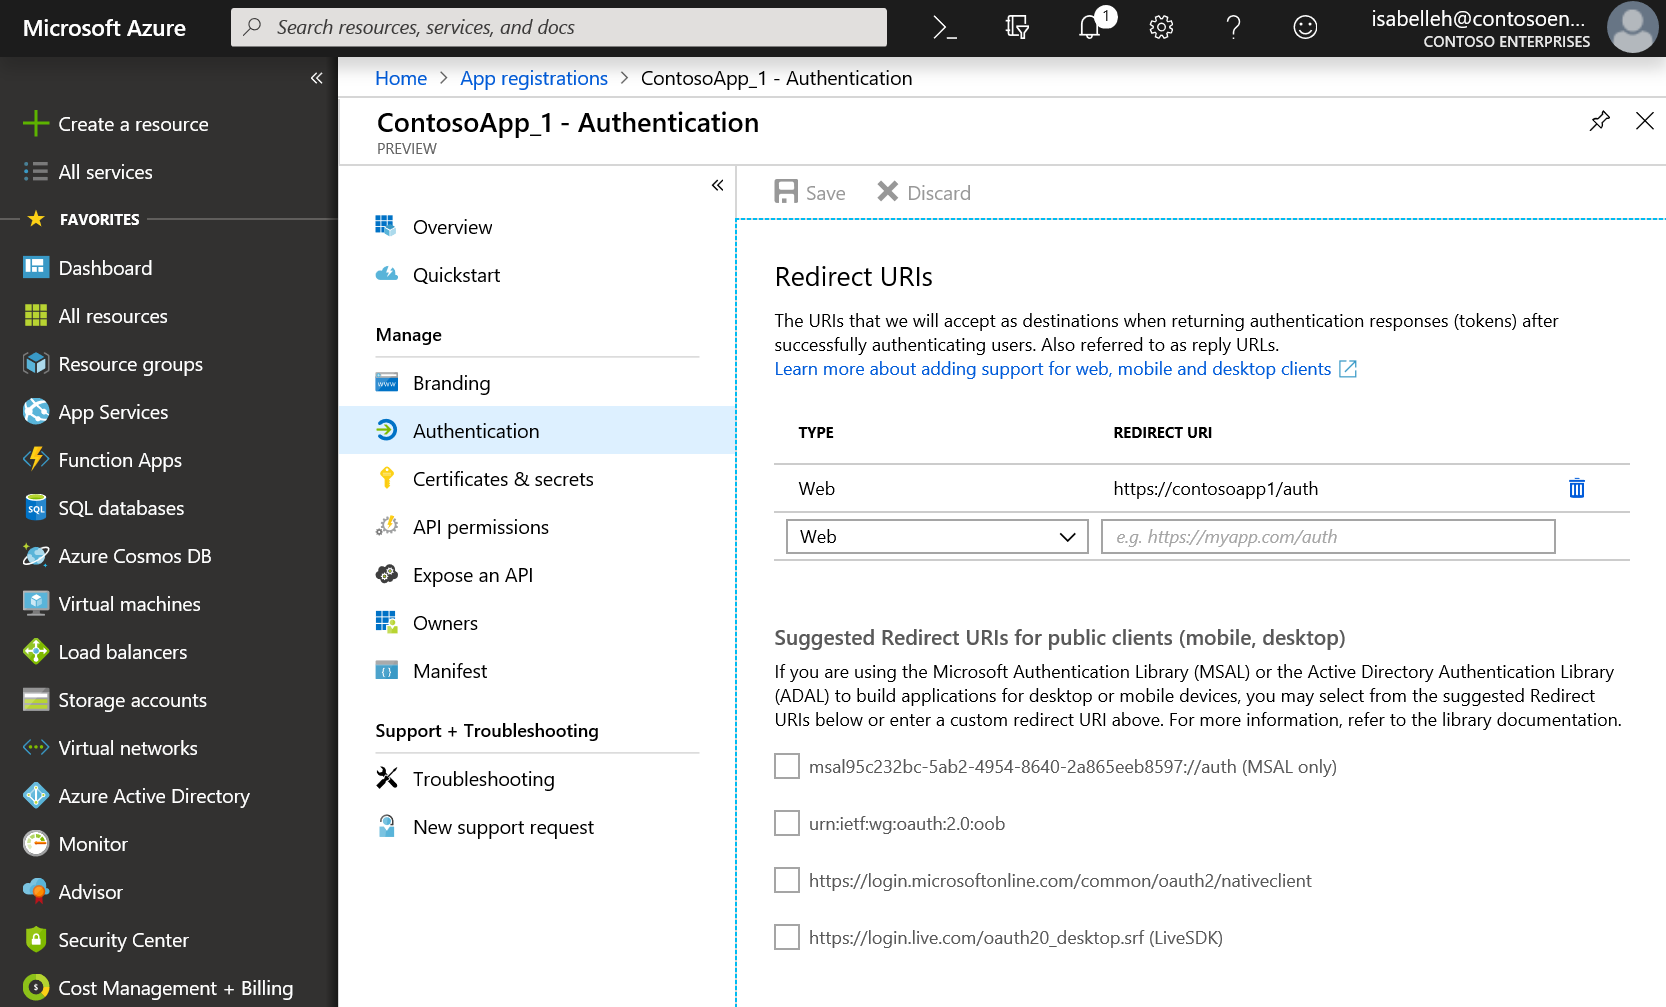 Microsoft Azure
Search resources, services, and docs
1
isabelleh@contosoen...
CONTOSO ENTERPRISES
Create a resource
All services
FAVORITES
Dashboard
All resources
Resource groups
App Services
Function Apps
SQL databases
Azure Cosmos DB
Virtual machines
Load balancers
Storage accounts
Virtual networks
Azure Active Directory
Monitor
Advisor
Security Center
Cost Management + Billing
Home > App registrations > ContosoApp_1 - Authentication
ContosoApp_1 - Authentication
PREVIEW
Overview
Quickstart
Manage
Branding
Authentication
Certificates & secrets
API permissions
Expose an API
Owners
Manifest
Support + Troubleshooting
Troubleshooting
New support request
Save Discard
Redirect URIs
The URIs that we will accept as destinations when returning authentication responses (tokens) after
successfully authenticating users. Also referred to as reply URLs.
Learn more about adding support for web, mobile and desktop clients
TYPE REDIRECT URI
Web https://contosoapp1/auth
Web e.g. https://myapp.com/auth
Suggested Redirect URIs for public clients (mobile, desktop)
If you are using the Microsoft Authentication Library (MSAL) or the Active Directory Authentication Library
(ADAL) to build applications for desktop or mobile devices, you may select from the suggested Redirect
URIs below or enter a custom redirect URI above. For more information, refer to the library documentation.
msal95c232bc-5ab2-4954-8640-2a865eeb8597://auth (MSAL only)
urn:ietf:wg:oauth:2.0:oob
https://login.microsoftonline.com/common/oauth2/nativeclient
https://login.live.com/oauth20_desktop.srf (LiveSDK)